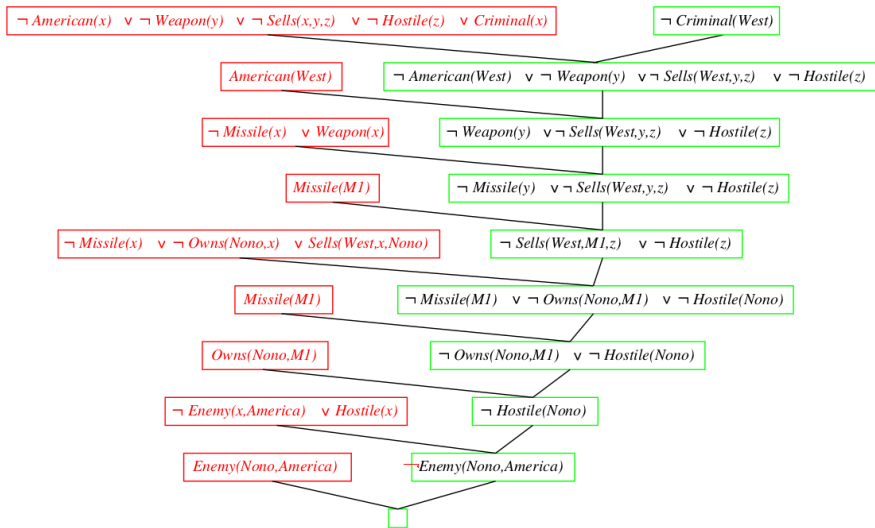 ¬ American(x) ∨ ¬ Weapon(y) ∨ ¬ Sells(x,y,z) ∨ ¬ Hostile(z) ∨ Criminal(x)
¬ Criminal(West)
American(West)
¬ American(West) ∨ ¬ Weapon(y) ∨ ¬ Sells(West,y,z) ∨ ¬ Hostile(z)
¬ Missile(x) ∨ Weapon(x)
¬ Weapon(y) ∨ ¬ Sells(West,y,z) ∨ ¬ Hostile(z)
Missile(M1)
¬ Missile(y) ∨ ¬ Sells(West,y,z) ∨ ¬ Hostile(z)
¬ Missile(x) ∨ ¬ Owns(Nono,x) ∨ Sells(West,x,Nono)
¬ Sells(West,M1,z) ∨ ¬ Hostile(z)
Missile(M1)
¬ Missile(M1) ∨ ¬ Owns(Nono,M1) ∨ ¬ Hostile(Nono)
Owns(Nono,M1)
¬ Owns(Nono,M1) ∨ ¬ Hostile(Nono)
¬ Enemy(x,America) ∨ Hostile(x)
¬ Hostile(Nono)
Enemy(Nono,America)
¬Enemy(Nono,America)